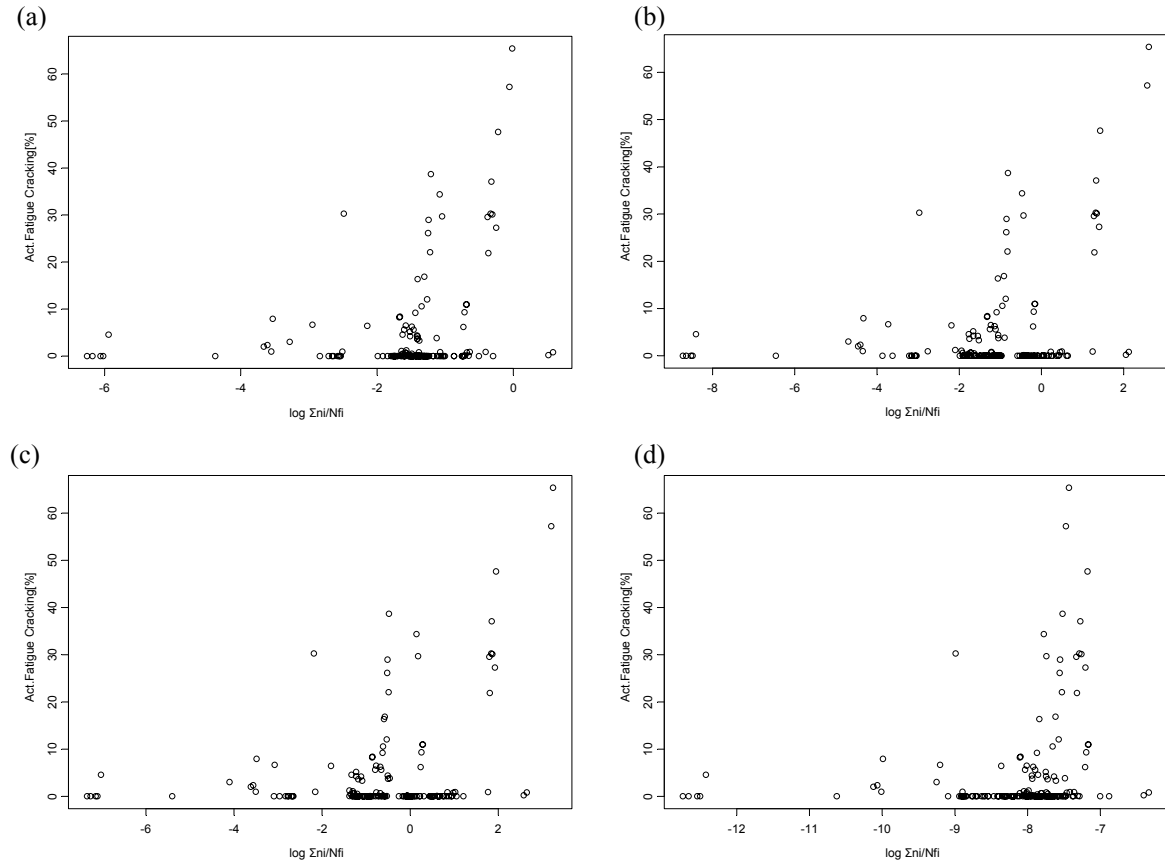 (a)
(b)
Act.Fatigue Cracking[%]
0 10 20 30 40 50 60
-6 -4 -2 0
log Σni/Nfi
Act.Fatigue Cracking[%]
0 10 20 30 40 50 60
-8 -6 -4 -2 0 2
log Σni/Nfi
(c)
(d)
Act.Fatigue Cracking[%]
0 10 20 30 40 50 60
-6 -4 -2 0 2
log Σni/Nfi
Act.Fatigue Cracking[%]
0 10 20 30 40 50 60
-12 -11 -10 -9 -8 -7
log Σni/Nfi